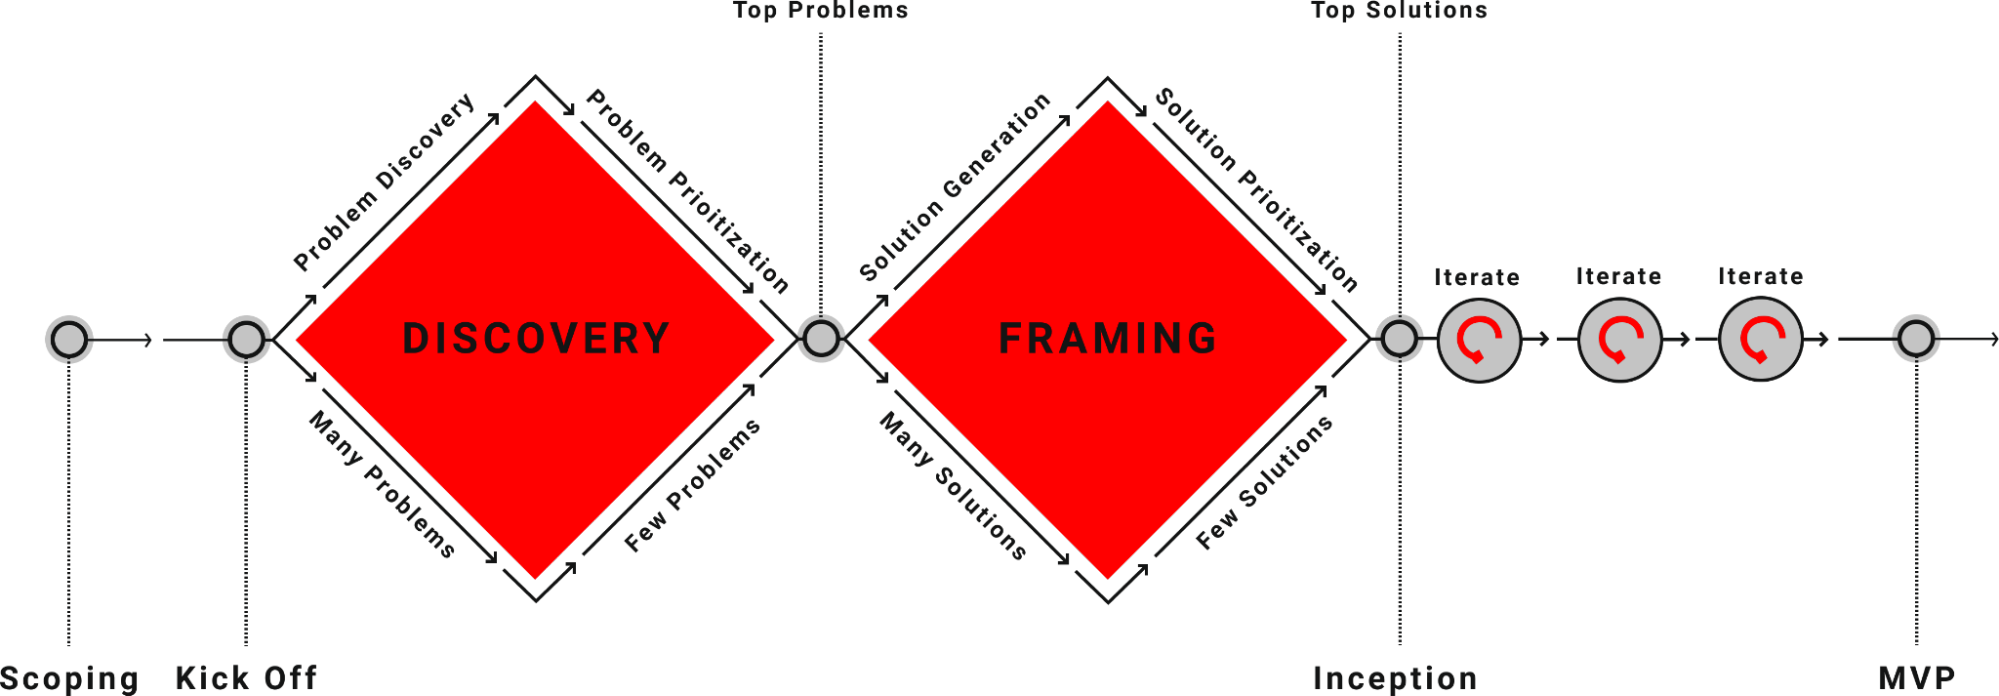 Top Problems
Top Solutions
Problem Discovery
Problem Prioitization
Solution Generation
Solution Prioitization
Iterate
Iterate
Iterate
DISCOVERY
FRAMING
Many Problems
Few Problems
Many Solutions
Few Solutions
Scoping
Kick Off
Inception
MVP